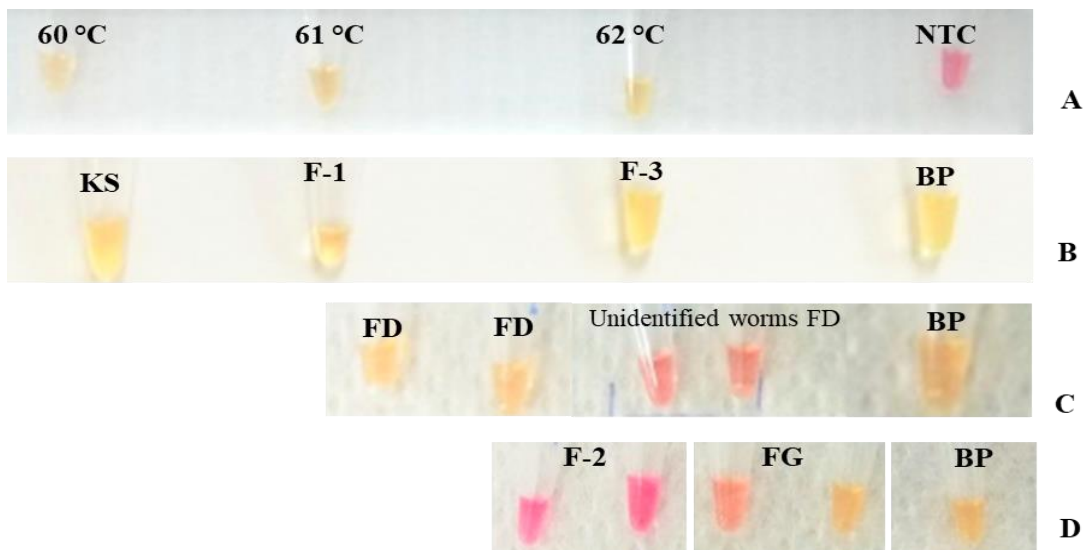 60 °C 61 °C 62 °C NTC
A
KS F-1 F-3 BP
B
FD FD Unidentified worms FD BP
C
F-2 FG BP
D